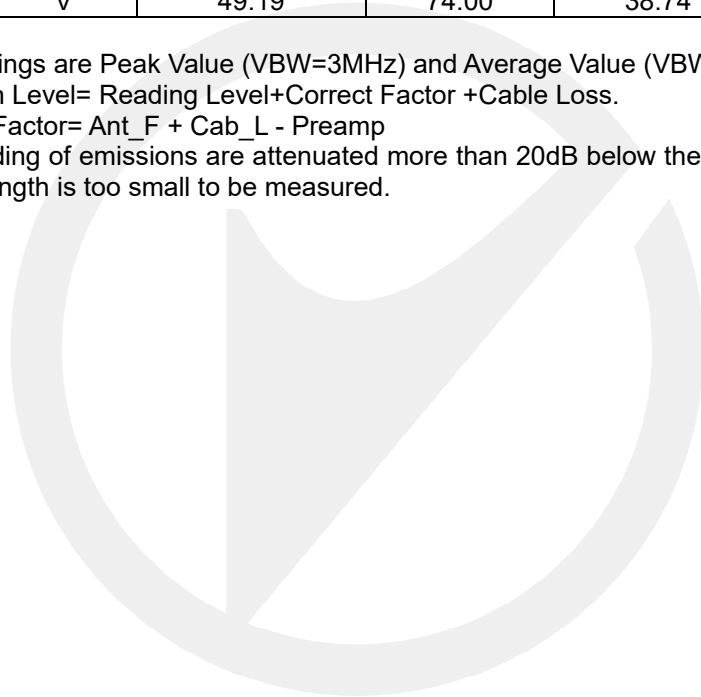 V 49.19 74.00 38.74
ings are Peak Value (VBW=3MHz) and Average Value (VBW
n Level= Reading Level+Correct Factor +Cable Loss.
Factor= Ant_F + Cab_L - Preamp
ding of emissions are attenuated more than 20dB below the
ngth is too small to be measured.